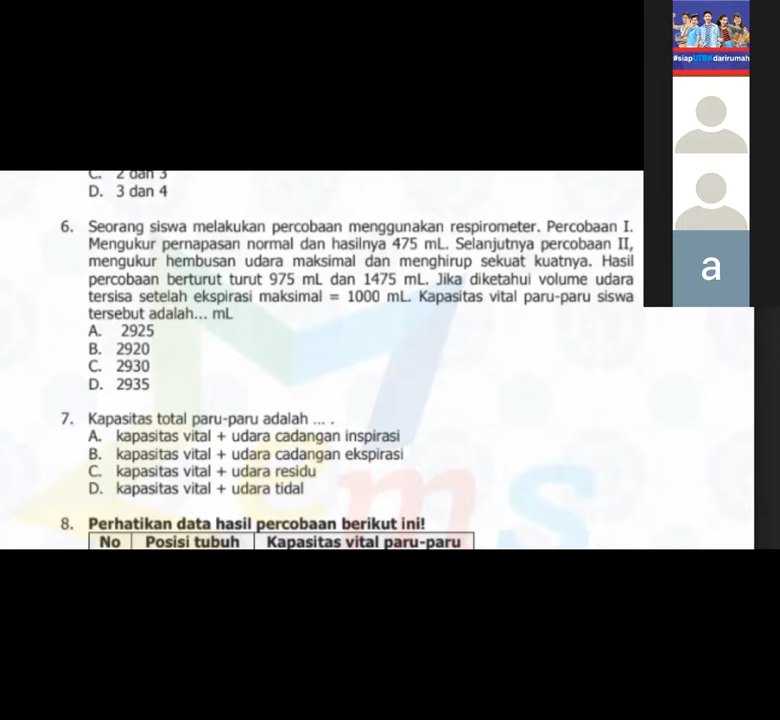 #siapUTBKdarirumah
C. 2 dan 3
D. 3 dan 4
6. Seorang siswa melakukan percobaan menggunakan respirometer. Percobaan I.
Mengukur pernapasan normal dan hasilnya 475 mL. Selanjutnya percobaan II,
mengukur hembusan udara maksimal dan menghirup sekuat kuatnya. Hasil
percobaan berturut turut 975 mL dan 1475 mL. Jika diketahui volume udara
tersisa setelah ekspirasi maksimal = 1000 mL. Kapasitas vital paru-paru siswa
tersebut adalah... mL
A. 2925
B. 2920
C. 2930
D. 2935
7. Kapasitas total paru-paru adalah ... .
A. kapasitas vital + udara cadangan inspirasi
B. kapasitas vital + udara cadangan ekspirasi
C. kapasitas vital + udara residu
D. kapasitas vital + udara tidal
8. Perhatikan data hasil percobaan berikut ini!
No Posisi tubuh Kapasitas vital paru-paru
a
ms